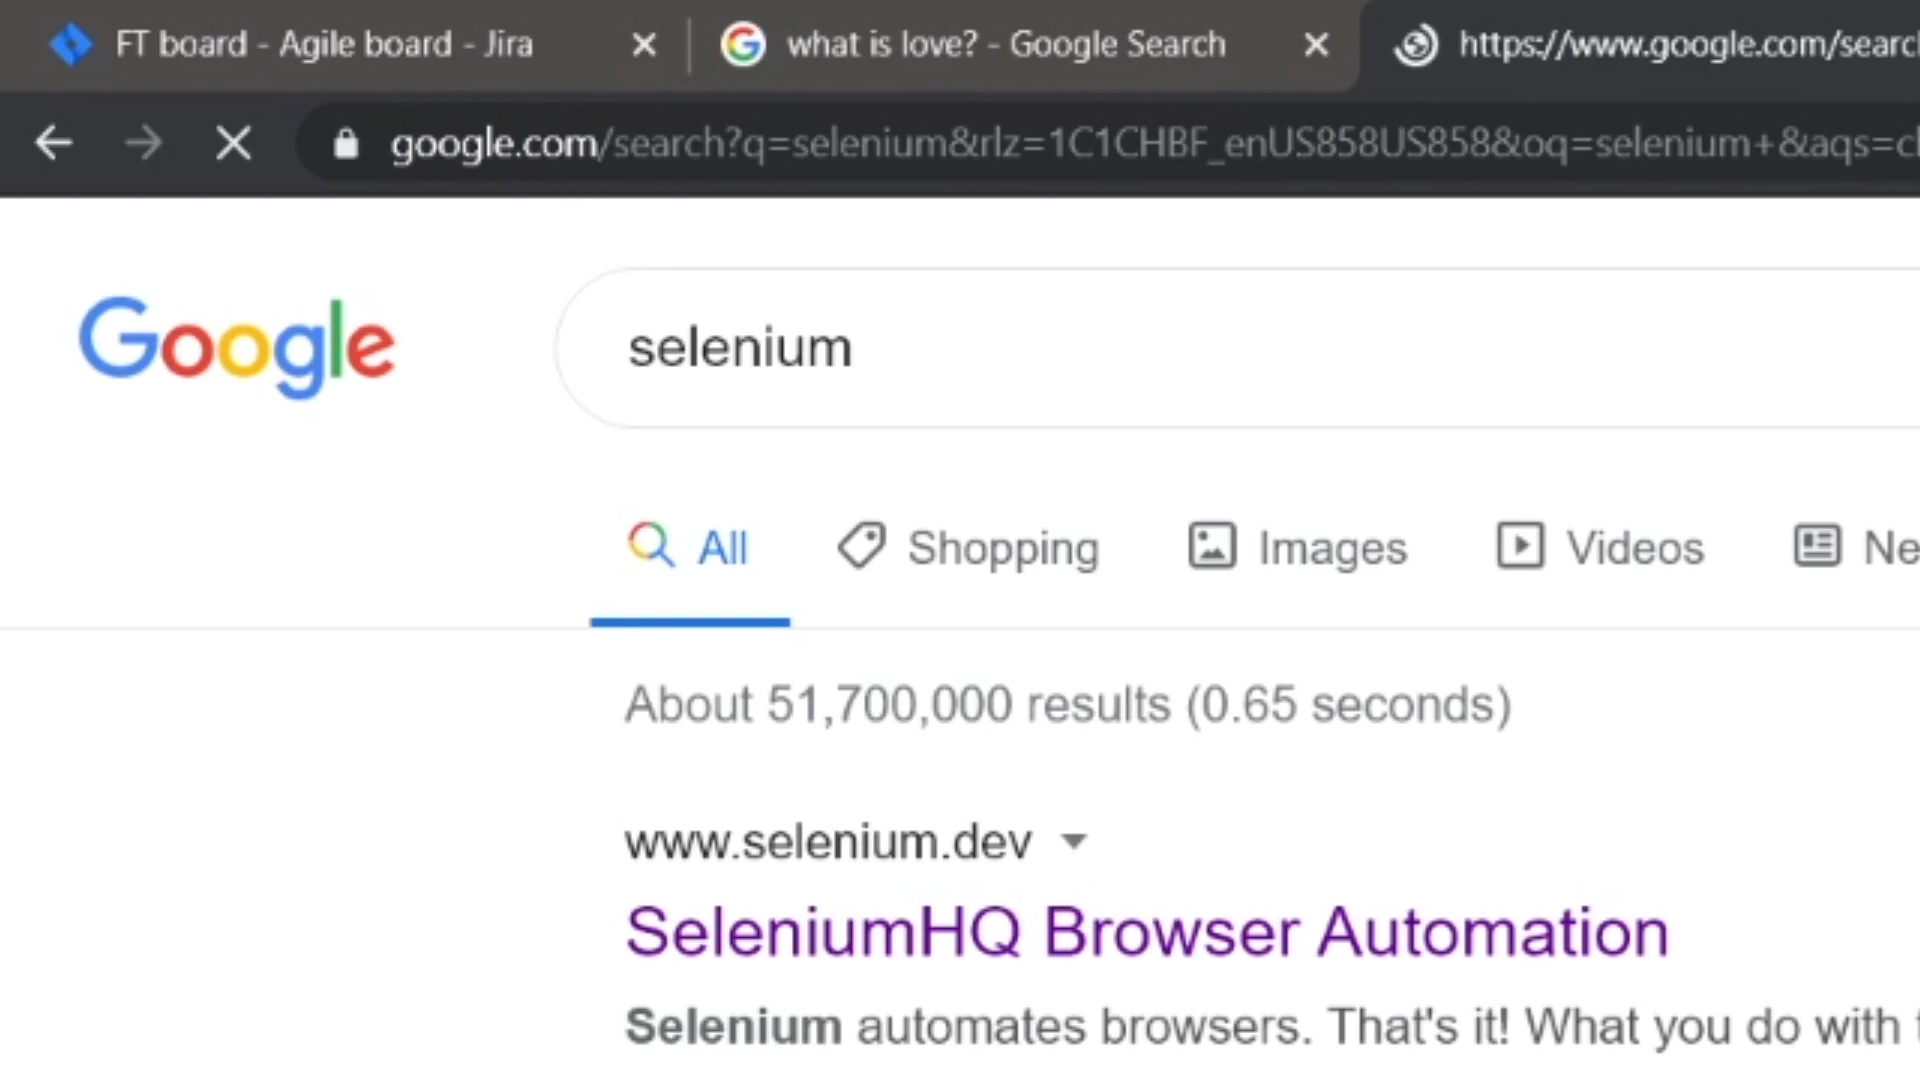 FT board - Agile board - Jira
what is love? - Google Search
https://www.google.com/searc
google.com/search?q=selenium&rlz=1C1CHBF_enUS858US858&oq=selenium+&aqs=c
Google
selenium
All Shopping Images Videos Ne
About 51,700,000 results (0.65 seconds)
www.selenium.dev
SeleniumHQ Browser Automation
Selenium automates browsers. That's it! What you do with